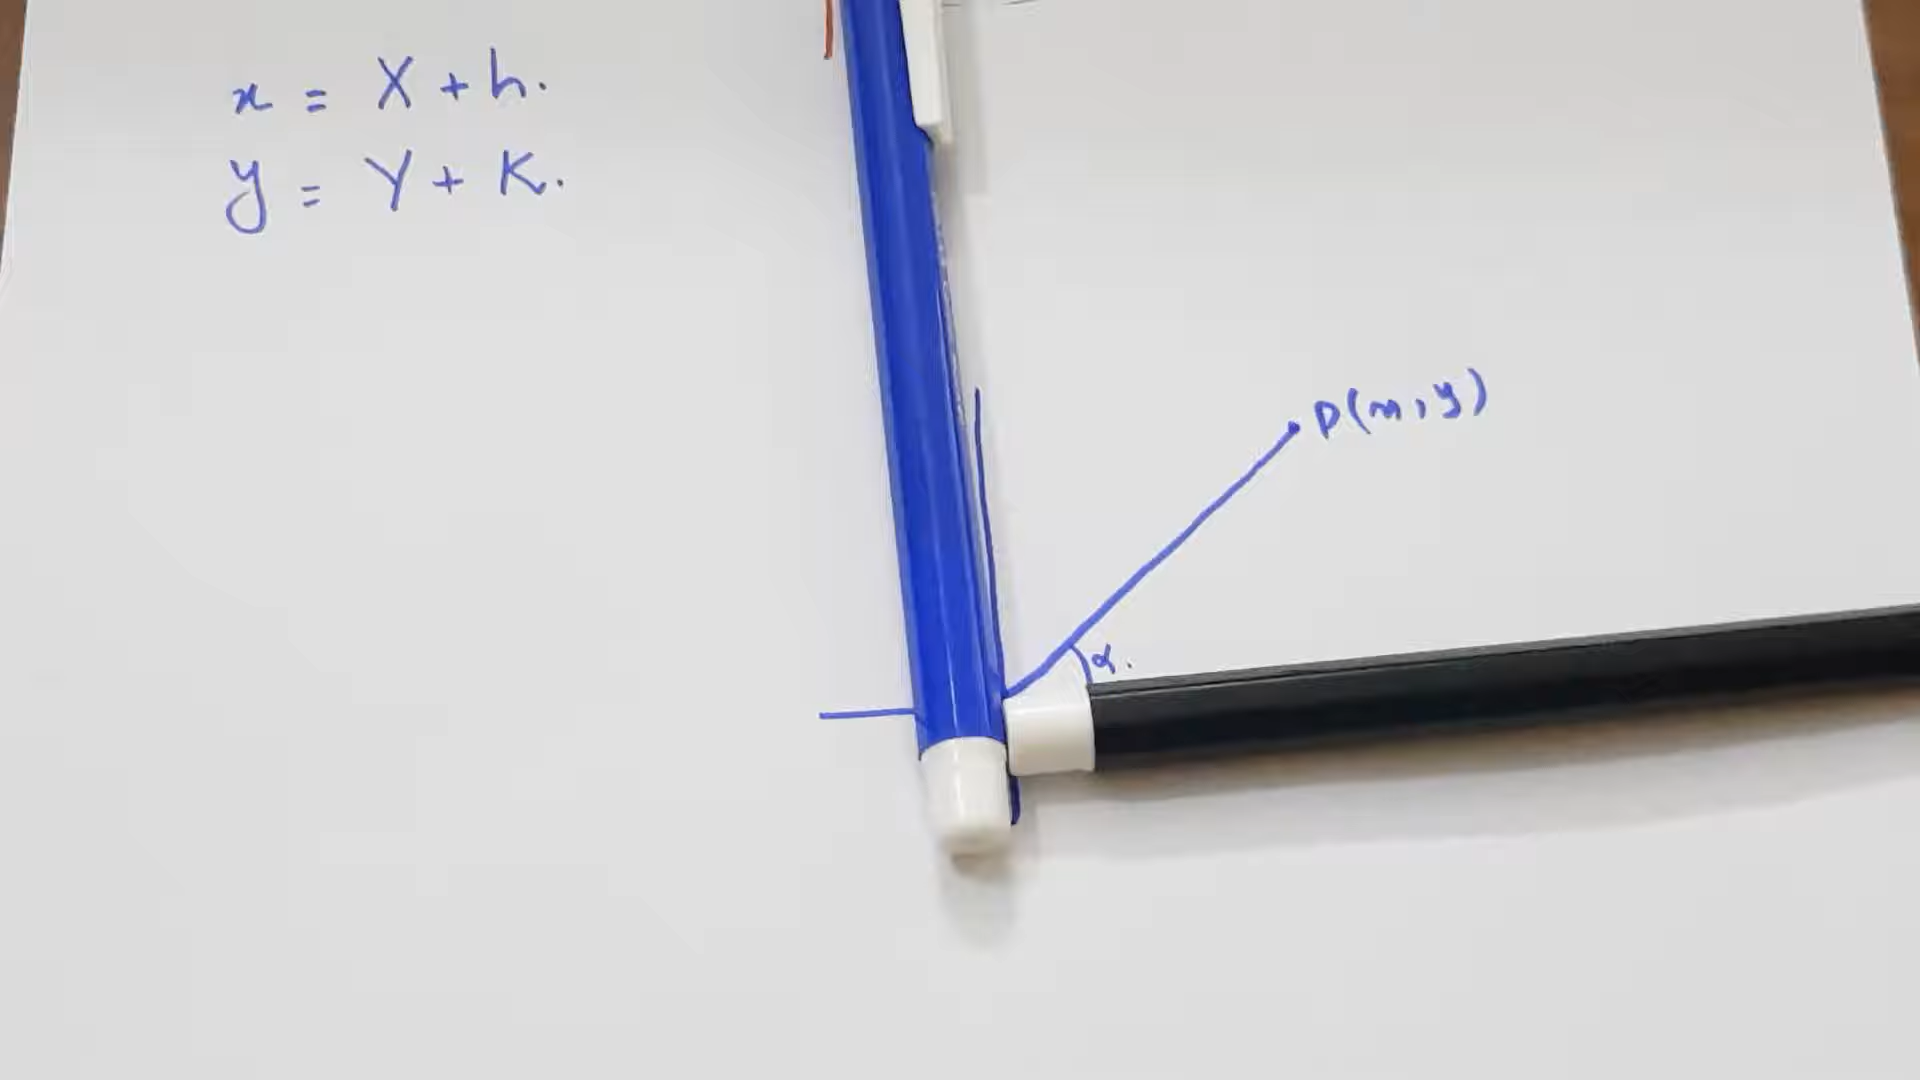 x = X + h.
y = Y + K.
P(x, y)
α.